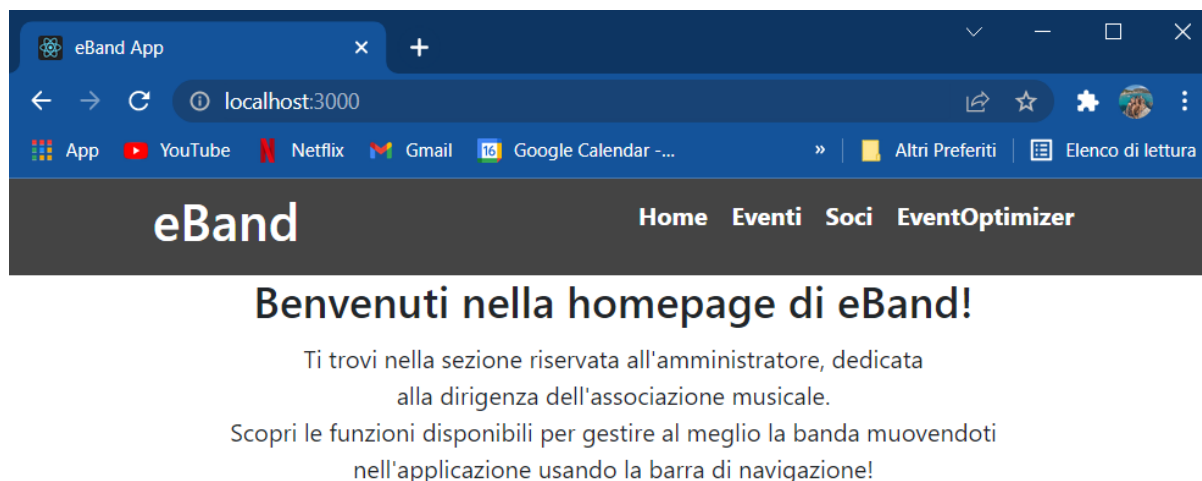 eBand App
localhost:3000
App YouTube Netflix Gmail 16 Google Calendar -... » Altri Preferiti Elenco di lettura
eBand Home Eventi Soci EventOptimizer
Benvenuti nella homepage di eBand!
Ti trovi nella sezione riservata all'amministratore, dedicata
alla dirigenza dell'associazione musicale.
Scopri le funzioni disponibili per gestire al meglio la banda muovendoti
nell'applicazione usando la barra di navigazione!